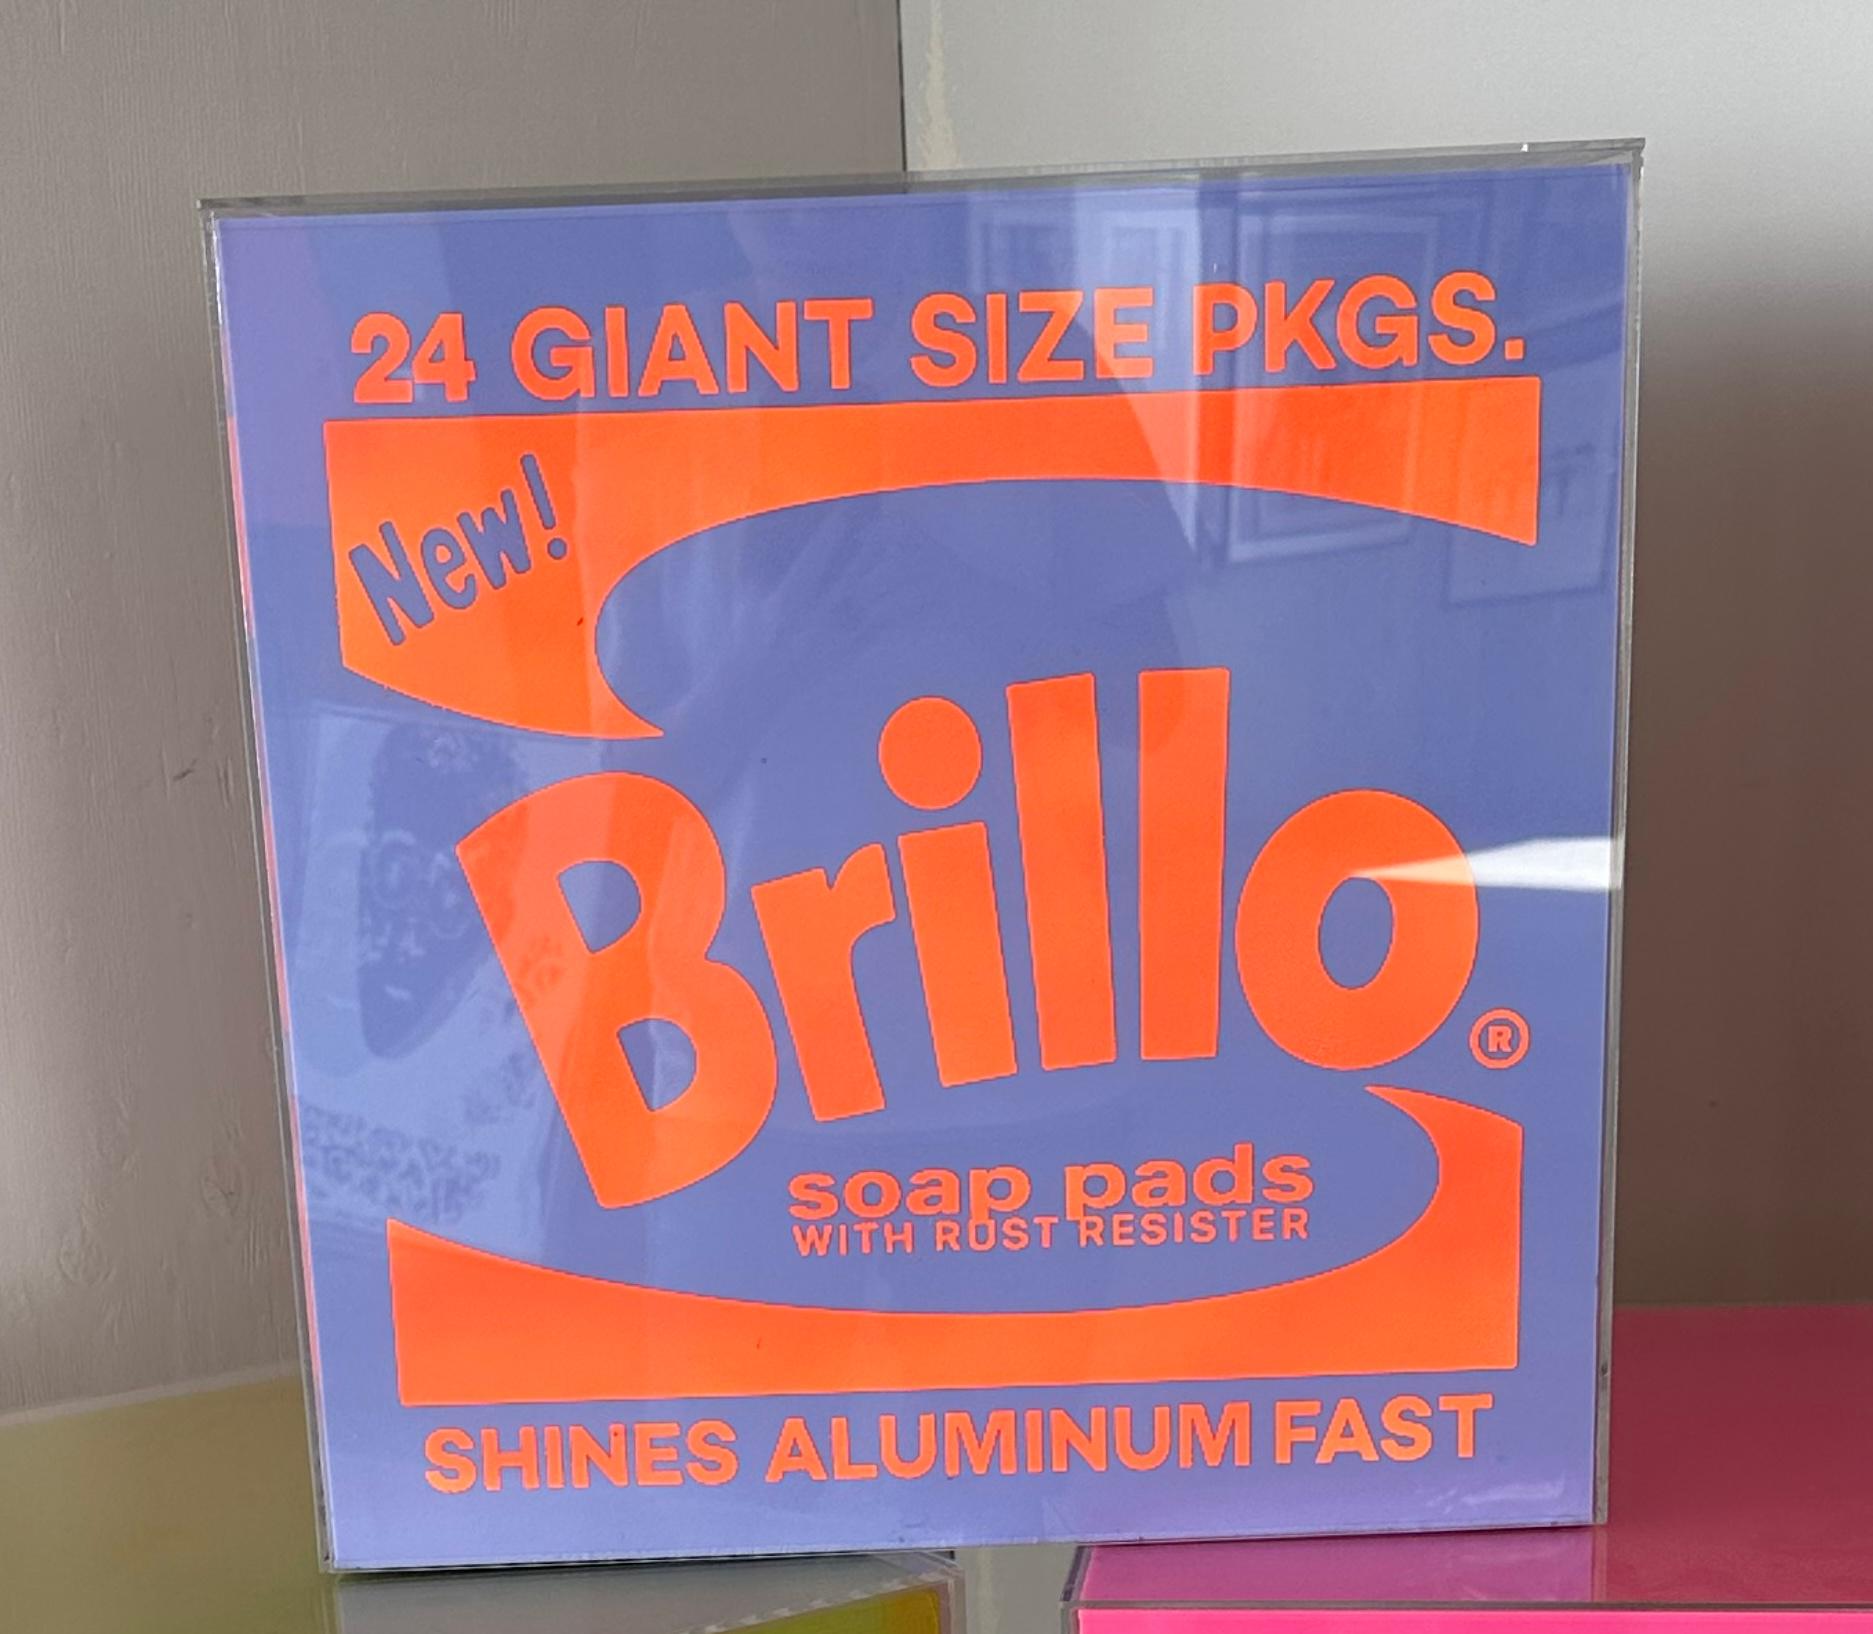 24 GIANT SIZE PKGS.
New!
Brillo®
soap pads
WITH RUST RESISTER
SHINES ALUMINUM FAST